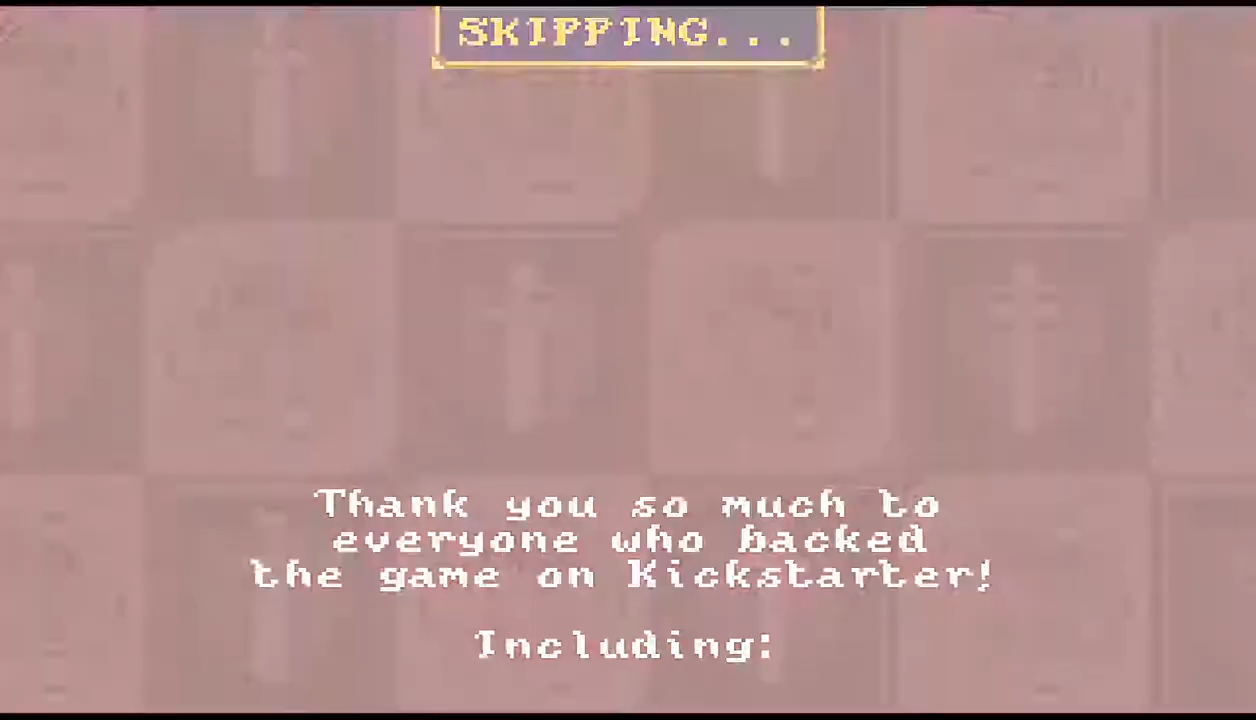 SKIPPING...
Thank you so much to
everyone who backed
the game on Kickstarter!
Including: